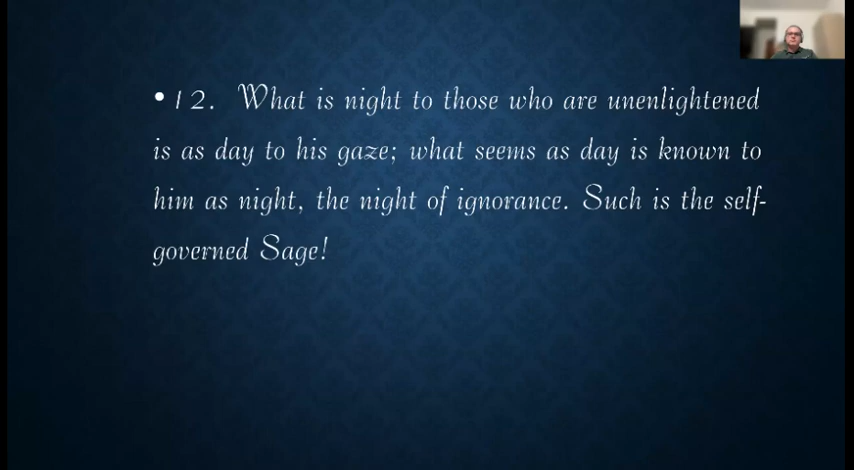 • 12. What is night to those who are unenlightened
is as day to his gaze; what seems as day is known to
him as night, the night of ignorance. Such is the self-
governed Sage!